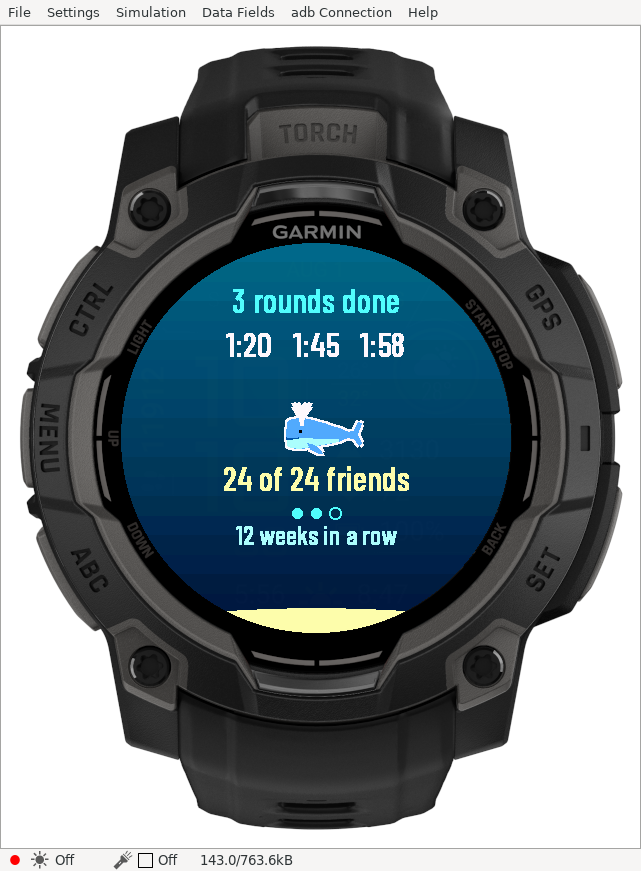 File Settings Simulation Data Fields adb Connection Help
TORCH
GARMIN
CTRL
LIGHT
GPS
START/STOP
3 rounds done
1:20 1:45 1:58
MENU
UP
24 of 24 friends
12 weeks in a row
DOWN
BACK
ABC
SET
Off Off 143.0/763.6kB